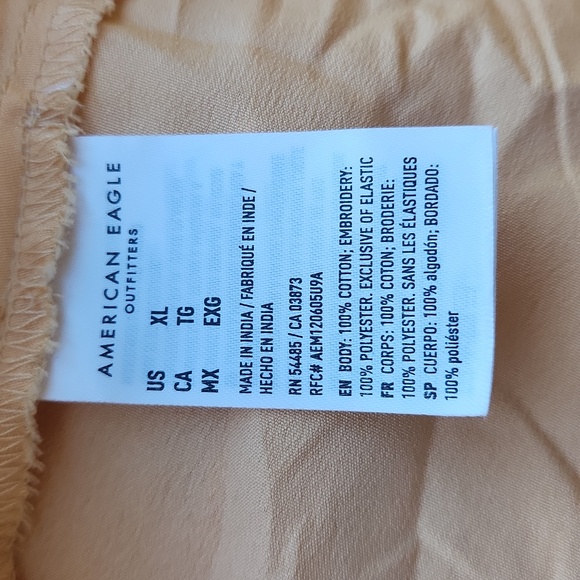 AMERICAN EAGLE
OUTFITTERS
US XL
CA TG
MX EXG
MADE IN INDIA / FABRIQUÉ EN INDE /
HECHO EN INDIA
RN 54485 / CA 03873
RFC# AEM120605U9A
EN BODY: 100% COTTON; EMBROIDERY:
100% POLYESTER. EXCLUSIVE OF ELASTIC
FR CORPS: 100% COTON; BRODERIE:
100% POLYESTER. SANS LES ÉLASTIQUES
SP CUERPO: 100% algodón; BORDADO:
100% poliéster